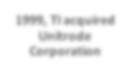 1999, TI acquired
Unitrode
Corporation